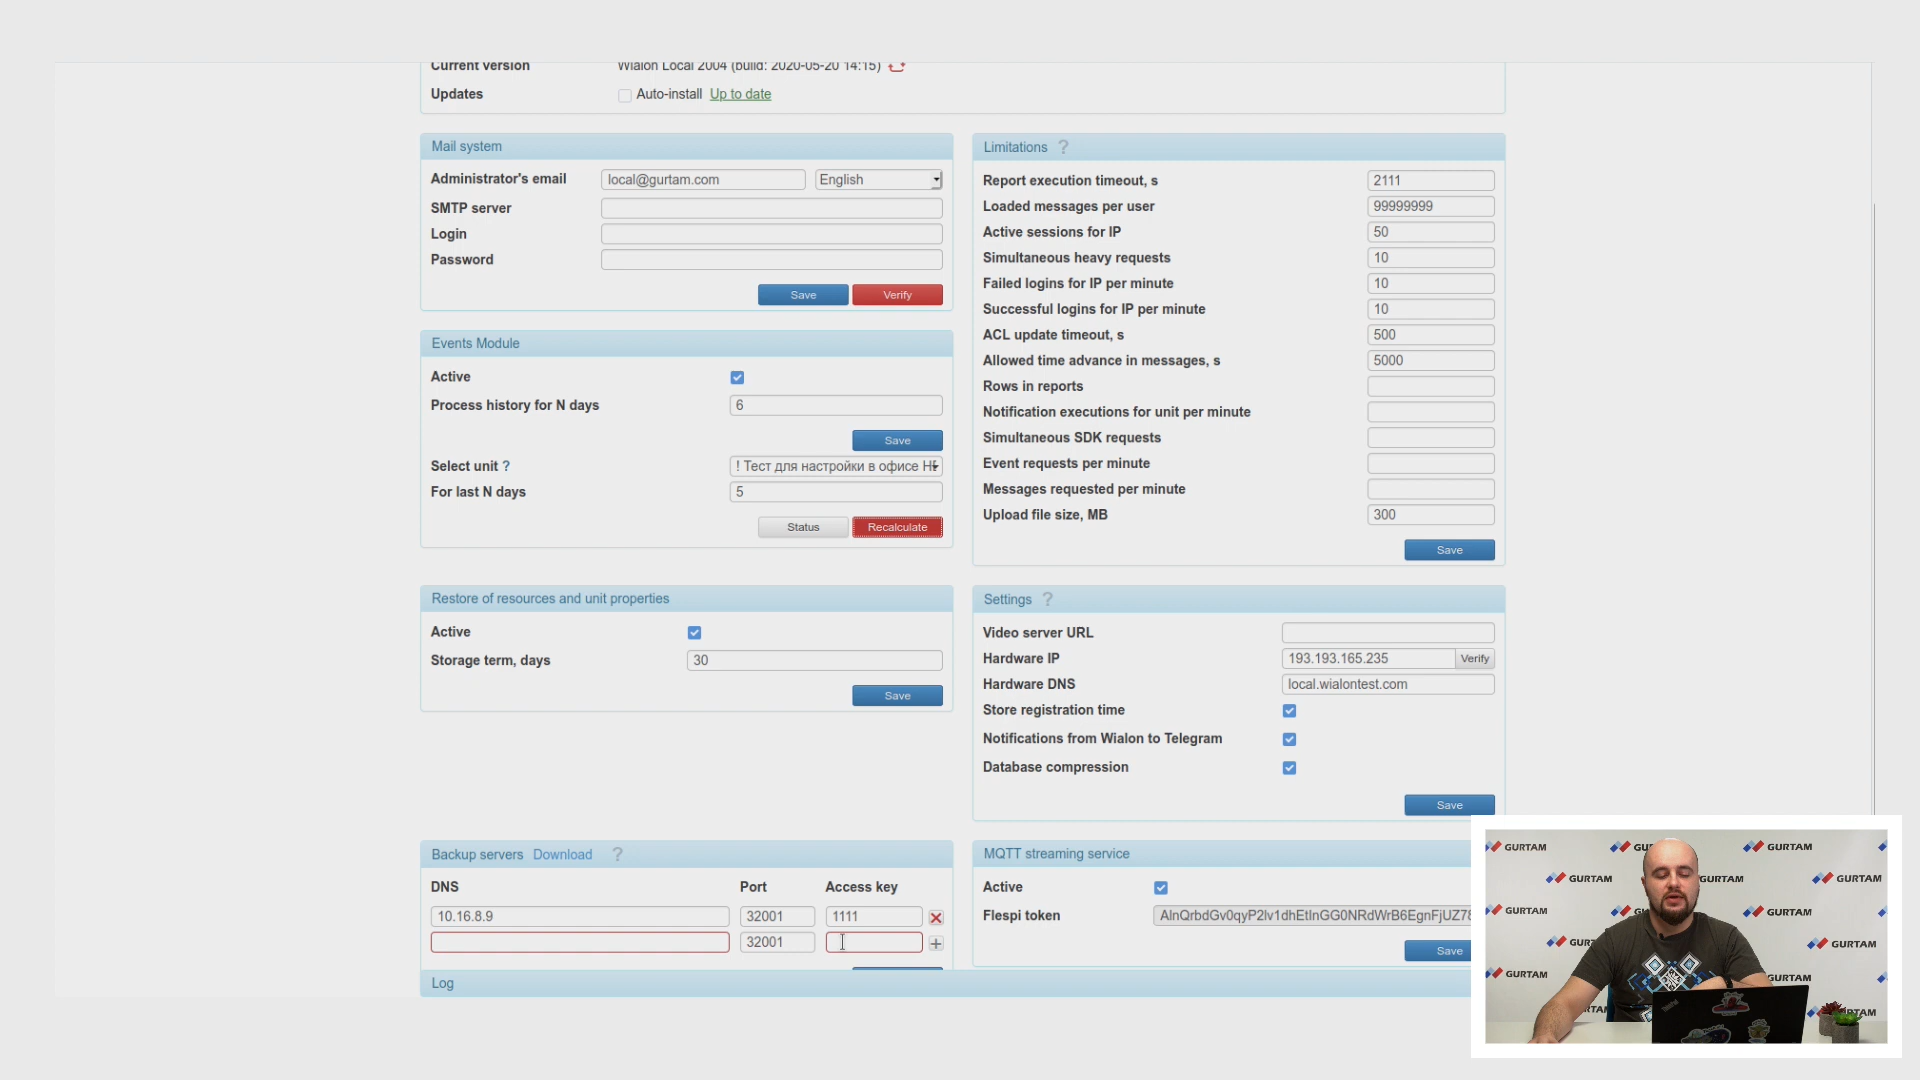 Current version
Wialon Local 2004 (build: 2020-05-20 14:15)
Updates
Auto-install Up to date
Mail system
Administrator's email
local@gurtam.com
English
SMTP server
Login
Password
Save
Verify
Events Module
Active
Process history for N days
6
Save
Select unit ?
! Тест для настройки в офисе
For last N days
5
Status
Recalculate
Limitations ?
Report execution timeout, s
2111
Loaded messages per user
99999999
Active sessions for IP
50
Simultaneous heavy requests
10
Failed logins for IP per minute
10
Successful logins for IP per minute
10
ACL update timeout, s
500
Allowed time advance in messages, s
5000
Rows in reports
Notification executions for unit per minute
Simultaneous SDK requests
Event requests per minute
Messages requested per minute
Upload file size, MB
300
Save
Restore of resources and unit properties
Active
Storage term, days
30
Save
Settings ?
Video server URL
Hardware IP
193.193.165.235
Verify
Hardware DNS
local.wialontest.com
Store registration time
Notifications from Wialon to Telegram
Database compression
Save
Backup servers Download ?
DNS Port Access key
10.16.8.9 32001 1111
32001
MQTT streaming service
Active
Flespi token
Save
Log
GURTAM GU GURTAM
GURTAM GURTAM GURTAM
GURTAM GURTAM
GUR GURTAM
GURTAM GURTAM